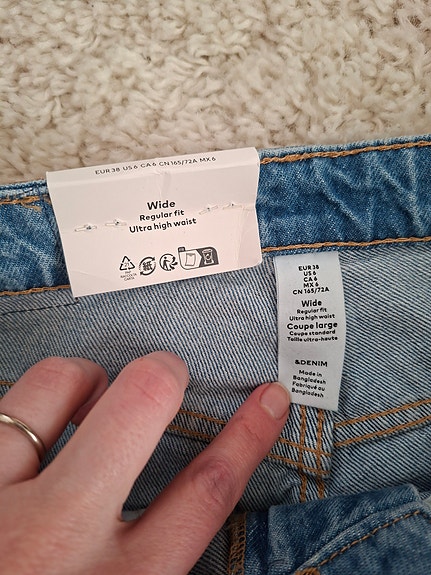 EUR 38 US 6 CA 6 CN 165/72A MX 6
Wide
Regular fit
Ultra high waist
EUR 38
US 6
CA 6
MX 6
CN 165/72A
Wide
Regular fit
Ultra high waist
Coupe large
Coupe standard
Taille ultra-haute
&DENIM
Made in
Bangladesh
Fabriqué au
Bangladesh